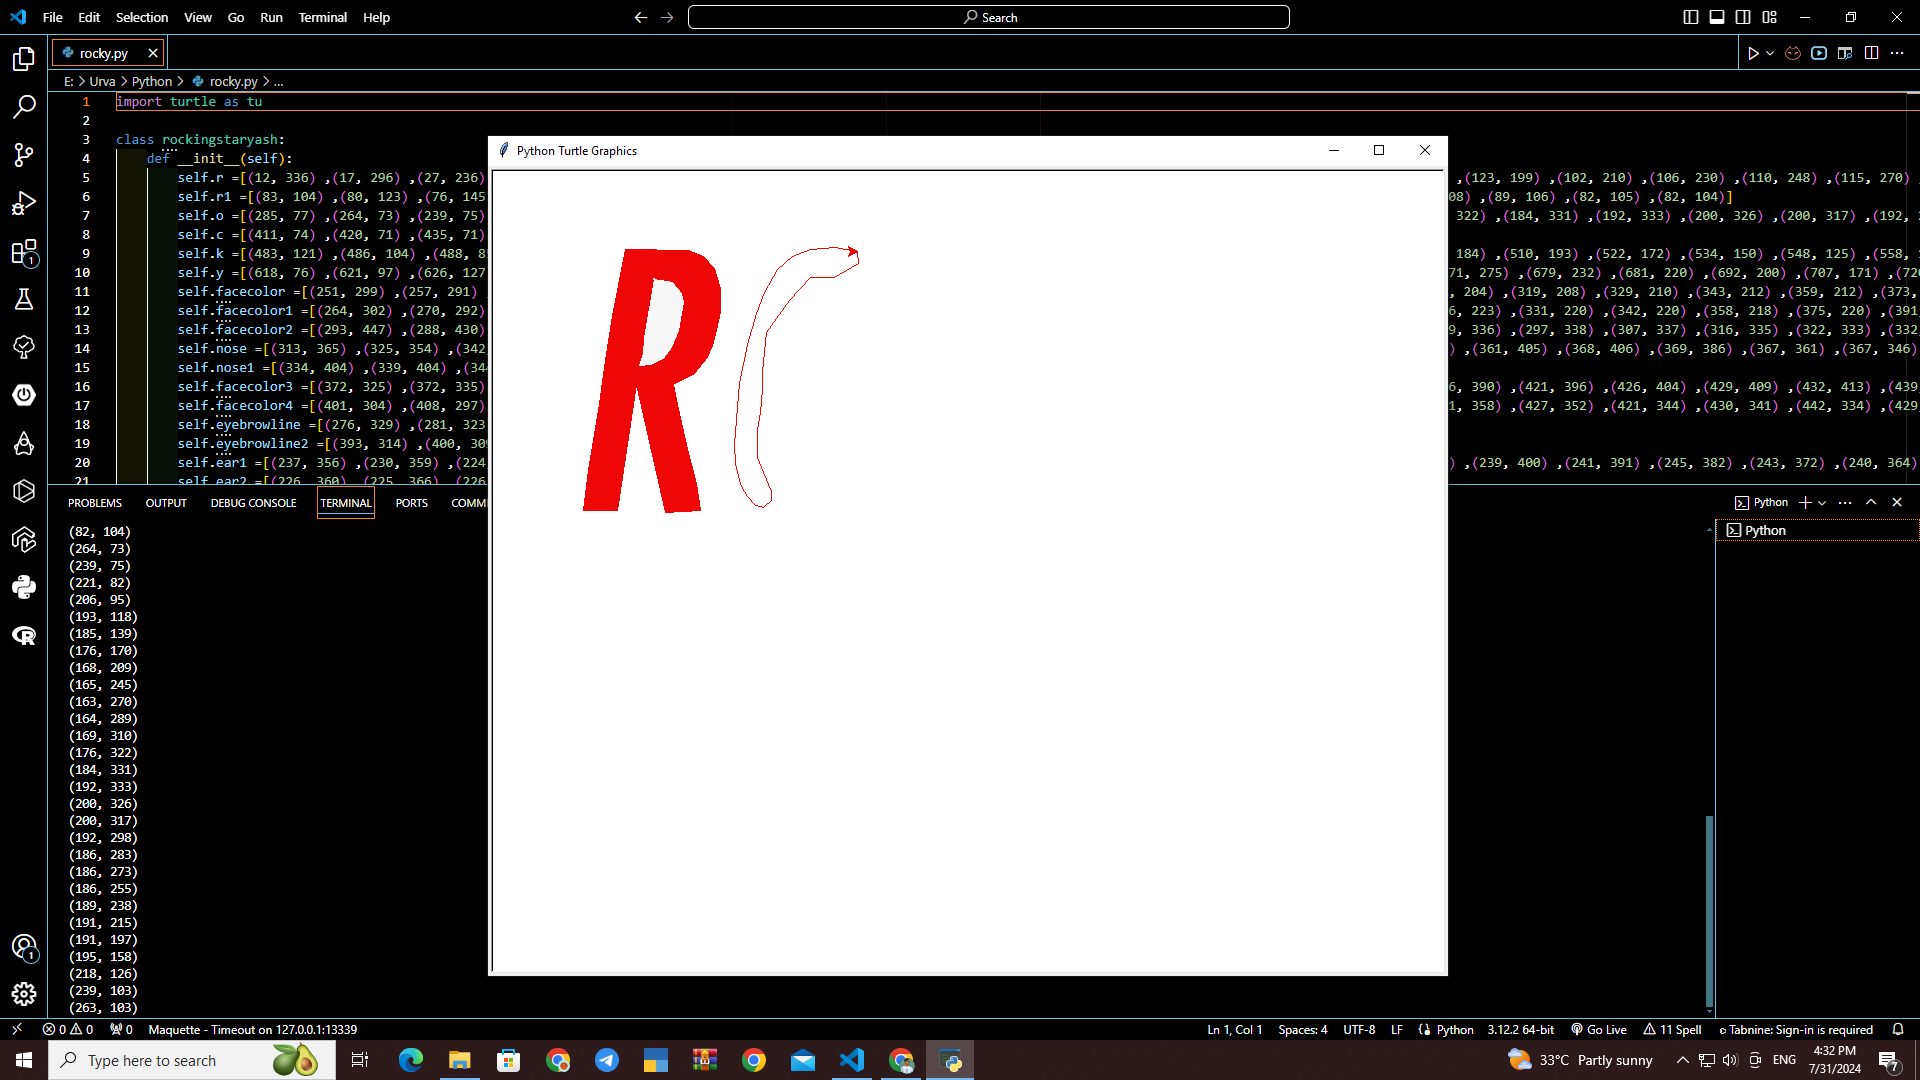 File Edit Selection View Go Run Terminal Help
Search
rocky.py
E: > Urva > Python > rocky.py > ...
1 import turtle as tu
2
3 class rockingstaryash:
4 def __init__(self):
5 self.r =[(12, 336) ,(17, 296) ,(27, 236) ,(123, 199) ,(102, 210) ,(106, 230) ,(110, 248) ,(115, 270) ,
6 self.r1 =[(83, 104) ,(80, 123) ,(76, 145 08) ,(89, 106) ,(82, 105) ,(82, 104)]
7 self.o =[(285, 77) ,(264, 73) ,(239, 75) 322) ,(184, 331) ,(192, 333) ,(200, 326) ,(200, 317) ,(192,
8 self.c =[(411, 74) ,(420, 71) ,(435, 71)
9 self.k =[(483, 121) ,(486, 104) ,(488, 184) ,(510, 193) ,(522, 172) ,(534, 150) ,(548, 125) ,(558,
10 self.y =[(618, 76) ,(621, 97) ,(626, 127 71, 275) ,(679, 232) ,(681, 220) ,(692, 200) ,(707, 171)
11 self.facecolor =[(251, 299) ,(257, 291) 204) ,(319, 208) ,(329, 210) ,(343, 212) ,(359, 212) ,(373,
12 self.facecolor1 =[(264, 302) ,(270, 292) 223) ,(331, 220) ,(342, 220) ,(358, 218) ,(375, 220) ,(391
13 self.facecolor2 =[(293, 447) ,(288, 430) 336) ,(297, 338) ,(307, 337) ,(316, 335) ,(322, 333) ,(332
14 self.nose =[(313, 365) ,(325, 354) ,(342 ) ,(361, 405) ,(368, 406) ,(369, 386) ,(367, 361) ,(367, 346)
15 self.nose1 =[(334, 404) ,(339, 404)
16 self.facecolor3 =[(372, 325) ,(372, 335) 390) ,(421, 396) ,(426, 404) ,(429, 409) ,(432, 413) ,(439
17 self.facecolor4 =[(401, 304) ,(408, 297) 358) ,(427, 352) ,(421, 344) ,(430, 341) ,(442, 334) ,(429
18 self.eyebrowline =[(276, 329) ,(281, 323
19 self.eyebrowline2 =[(393, 314) ,(400, 309
20 self.ear1 =[(237, 356) ,(230, 359) ,(224 ) ,(239, 400) ,(241, 391) ,(245, 382) ,(243, 372) ,(240, 364)
21 self.ear2 =[(226, 360) ,(225, 366) ,(226
Python Turtle Graphics
R
PROBLEMS OUTPUT DEBUG CONSOLE TERMINAL PORTS COMM
Python
Python
(82, 104)
(264, 73)
(239, 75)
(221, 82)
(206, 95)
(193, 118)
(185, 139)
(176, 170)
(168, 209)
(165, 245)
(163, 270)
(164, 289)
(169, 310)
(176, 322)
(184, 331)
(192, 333)
(200, 326)
(200, 317)
(192, 298)
(186, 283)
(186, 273)
(186, 255)
(189, 238)
(191, 215)
(191, 197)
(195, 158)
(218, 126)
(239, 103)
(263, 103)
0 0 0 Maquette - Timeout on 127.0.0.1:13339
Ln 1, Col 1 Spaces: 4 UTF-8 LF Python 3.12.2 64-bit Go Live 11 Spell Tabnine: Sign-in is required
Type here to search
33°C Partly sunny ENG
4:32 PM
7/31/2024
7